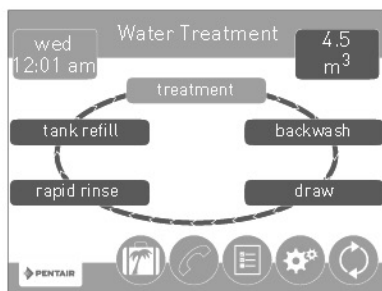 Water Treatment
wed
12:01 am
4.5
m³
treatment
tank refill
backwash
rapid rinse
draw
PENTAIR